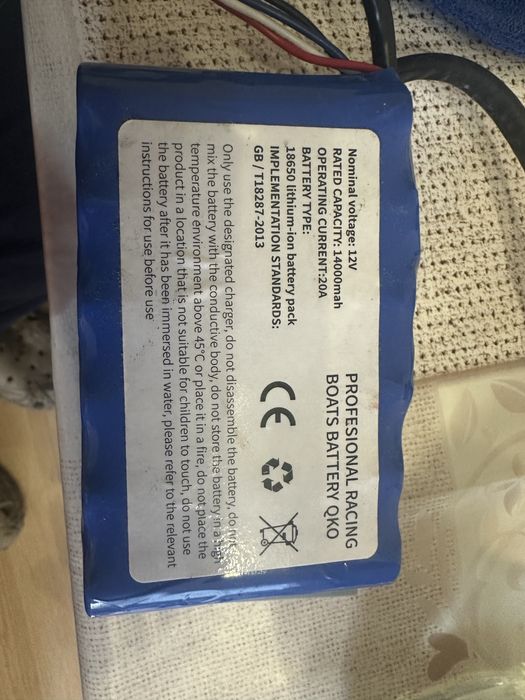 Nominal voltage: 12V
RATED CAPACITY: 14000mah
OPERATING CURRENT:20A
BATTERY TYPE:
18650 lithium-ion battery pack
IMPLEMENTATION STANDARDS:
GB / T18287-2013
PROFESIONAL RACING
BOATS BATTERY QKO
CE
Only use the designated charger, do not disassemble the battery, do not
mix the battery with the conductive body, do not store the battery in a high
temperature environment above 45°C or place it in a fire, do not place the
product in a location that is not suitable for children to touch, do not use
the battery after it has been immersed in water, please refer to the relevant
instructions for use before use